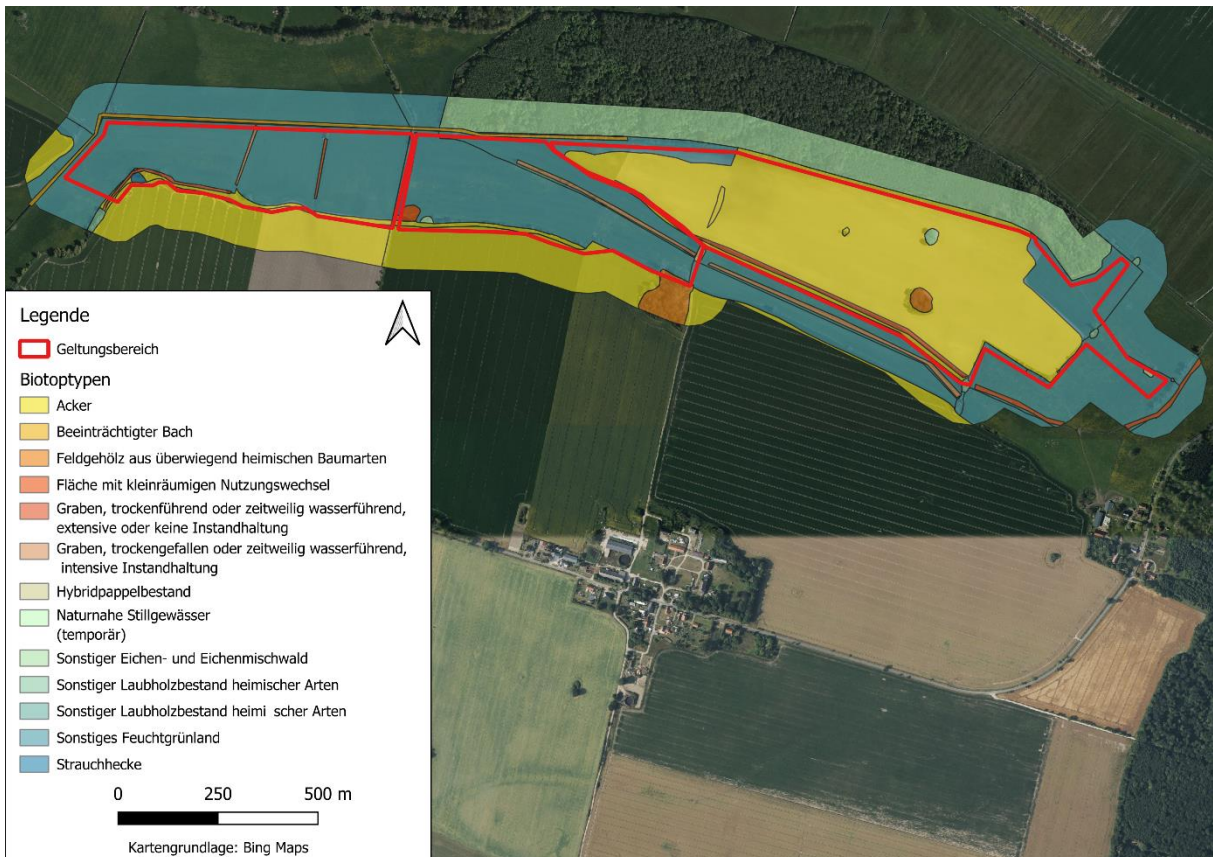 Legende
Geltungsbereich
Biotoptypen
Acker
Beeinträchtigter Bach
Feldgehölz aus überwiegend heimischen Baumarten
Fläche mit kleinräumigen Nutzungswechsel
Graben, trockenführend oder zeitweilig wasserführend,
extensive oder keine Instandhaltung
Graben, trockengefallen oder zeitweilig wasserführend,
intensive Instandhaltung
Hybridpappelbestand
Naturnahe Stillgewässer
(temporär)
Sonstiger Eichen- und Eichenmischwald
Sonstiger Laubholzbestand heimischer Arten
Sonstiger Laubholzbestand heimi scher Arten
Sonstiges Feuchtgrünland
Strauchhecke
0 250 500 m
Kartengrundlage: Bing Maps